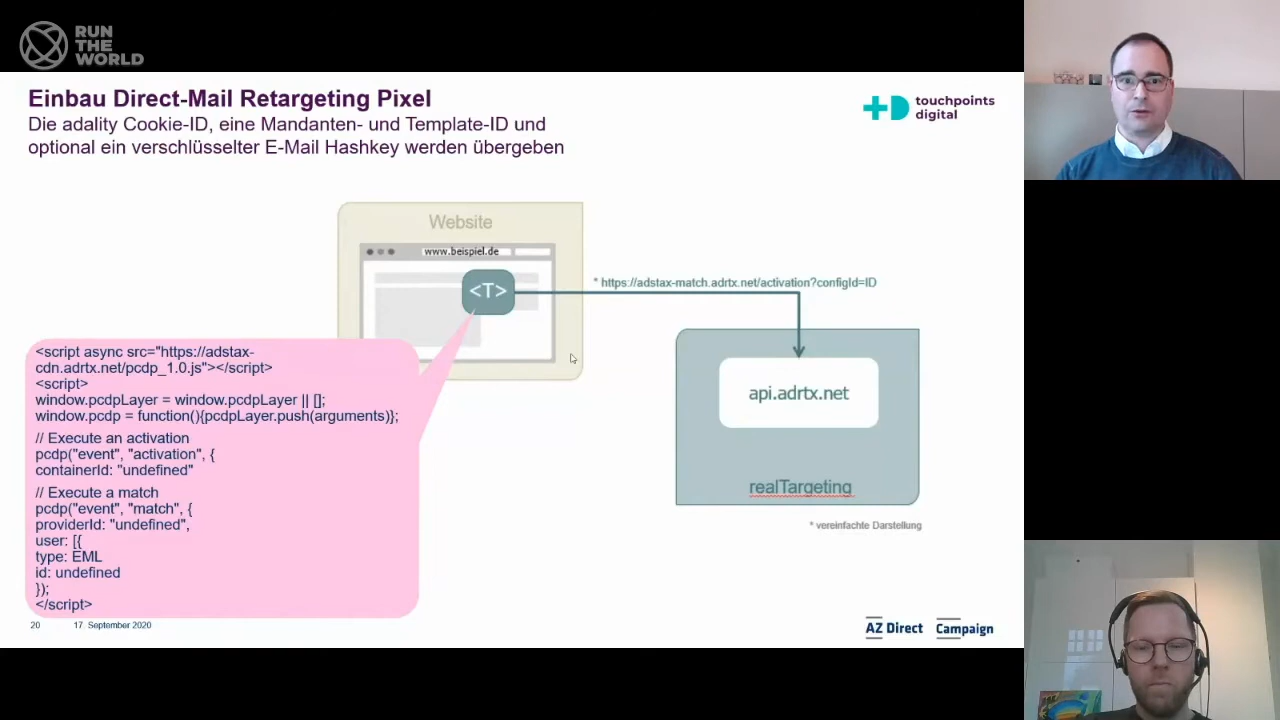 RUN
THE
WORLD
Einbau Direct-Mail Retargeting Pixel
Die adality Cookie-ID, eine Mandanten- und Template-ID und
optional ein verschlüsselter E-Mail Hashkey werden übergeben
touchpoints
digital
Website
www.beispiel.de
<T>
* https://adstax-match.adrtx.net/activation?configId=ID
api.adrtx.net
realTargeting
* vereinfachte Darstellung
<script async src="https://adstax-
cdn.adrtx.net/pcdp_1.0.js"></script>
<script>
window.pcdpLayer = window.pcdpLayer || [];
window.pcdp = function(){pcdpLayer.push(arguments)};
// Execute an activation
pcdp("event", "activation", {
containerId: "undefined"
// Execute a match
pcdp("event", "match", {
providerId: "undefined",
user: [{
type: EML
id: undefined
});
</script>
20 17. September 2020
AZ Direct Campaign